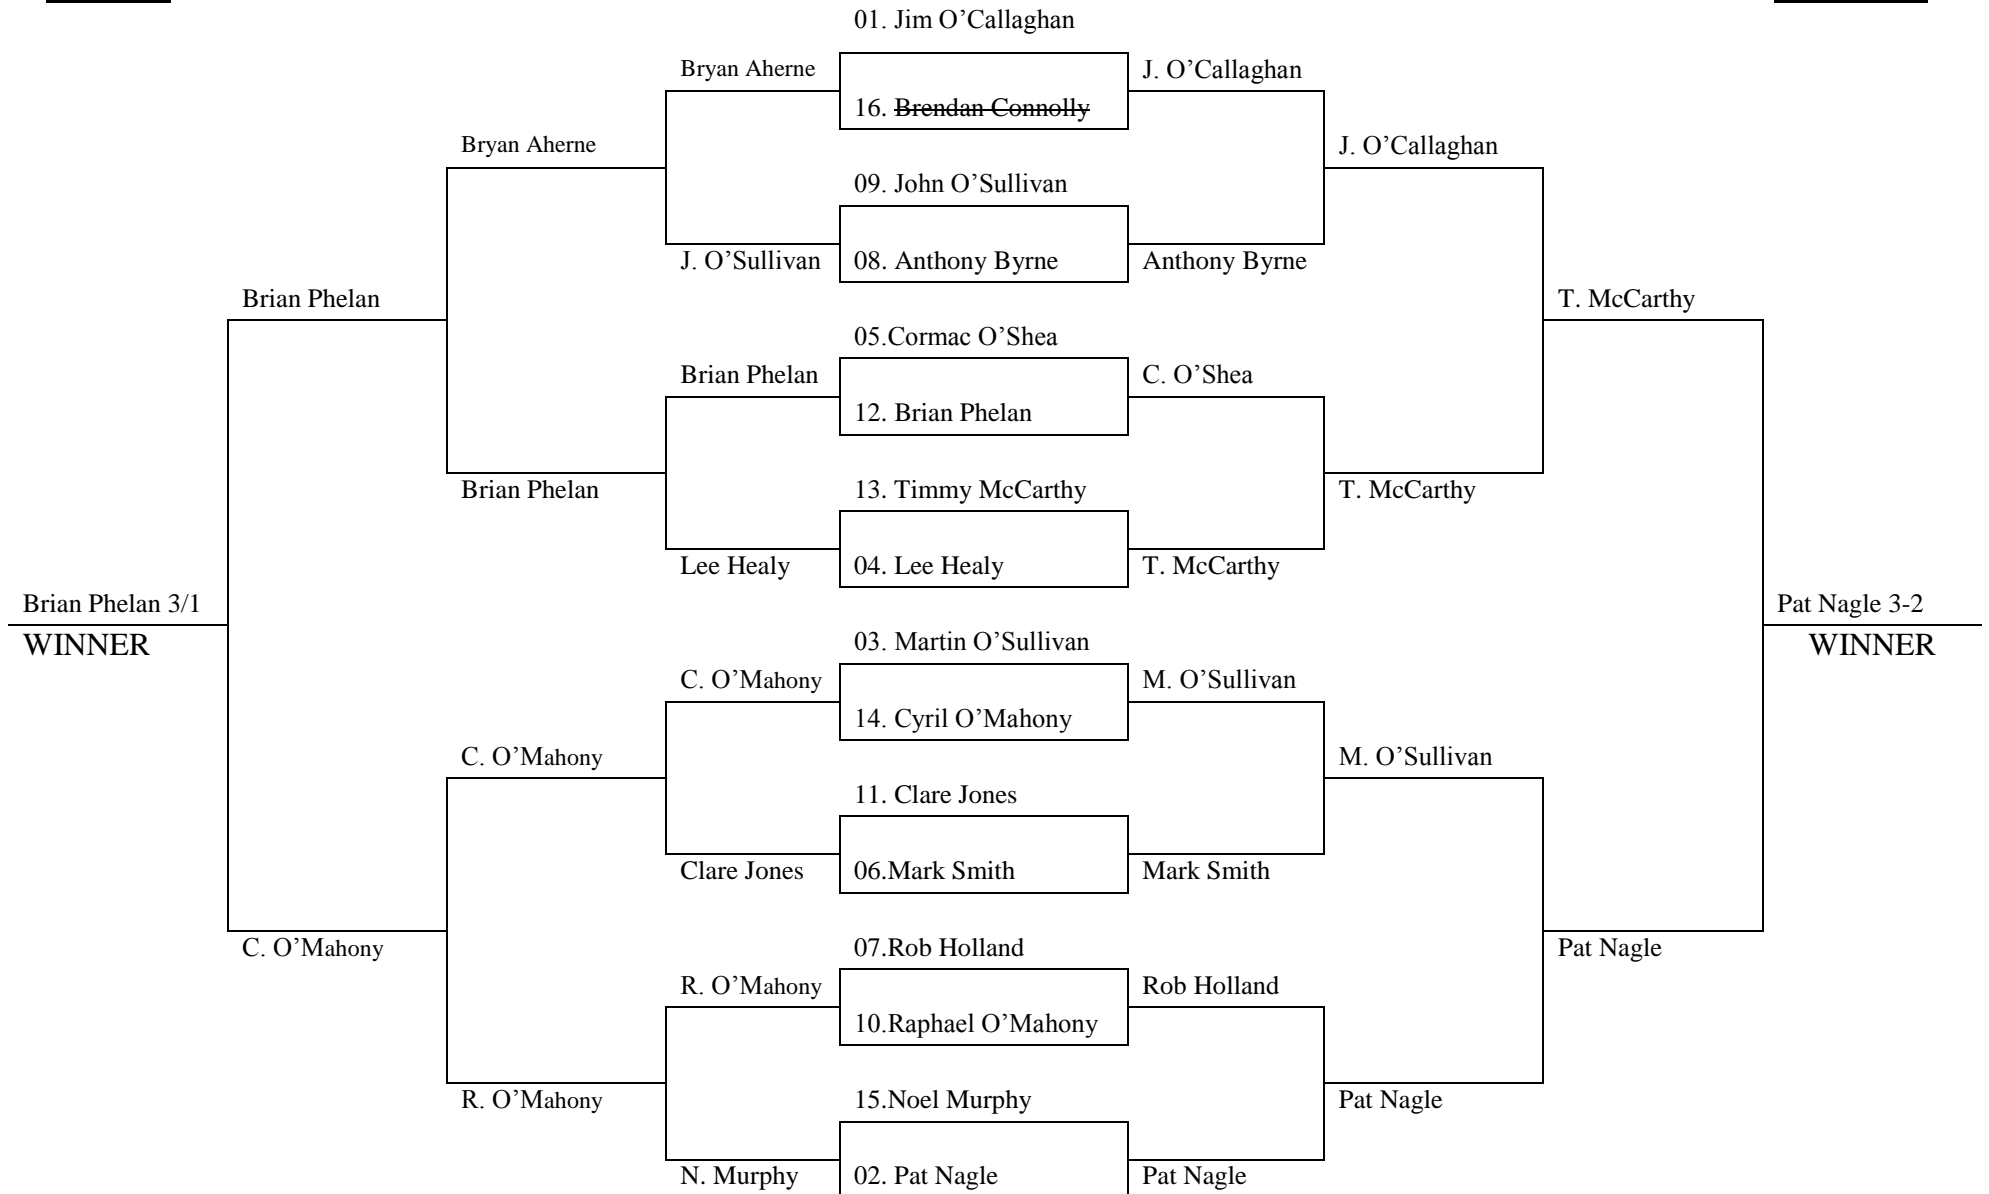 01. Jim O’Callaghan
Bryan Aherne
J. O’Callaghan
16. Brendan Connolly
Bryan Aherne
J. O’Callaghan
09. John O’Sullivan
J. O’Sullivan
08. Anthony Byrne
Anthony Byrne
Brian Phelan
T. McCarthy
05.Cormac O’Shea
Brian Phelan
C. O’Shea
12. Brian Phelan
Brian Phelan
13. Timmy McCarthy
T. McCarthy
Lee Healy
04. Lee Healy
T. McCarthy
Brian Phelan 3/1
Pat Nagle 3-2
WINNER
03. Martin O’Sullivan
WINNER
C. O’Mahony
M. O’Sullivan
14. Cyril O’Mahony
C. O’Mahony
M. O’Sullivan
11. Clare Jones
Clare Jones
06.Mark Smith
Mark Smith
C. O’Mahony
07.Rob Holland
Pat Nagle
R. O’Mahony
Rob Holland
10.Raphael O’Mahony
R. O’Mahony
15.Noel Murphy
Pat Nagle
N. Murphy
02. Pat Nagle
Pat Nagle